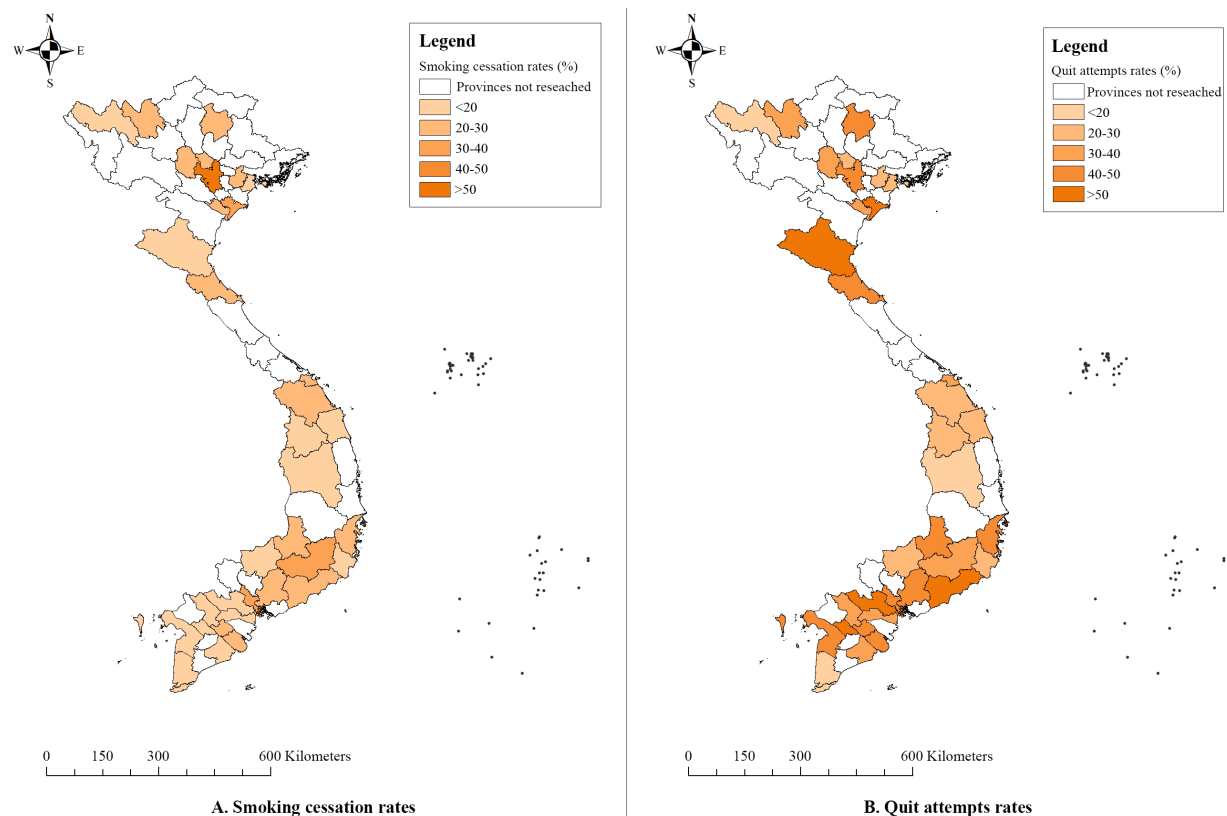 N
W E
S
Legend
Smoking cessation rates (%)
Provinces not reseached
<20
20-30
30-40
40-50
>50
0 150 300 600 Kilometers
A. Smoking cessation rates
N
W E
S
Legend
Quit attempts rates (%)
Provinces not reseached
<20
20-30
30-40
40-50
>50
0 150 300 600 Kilometers
B. Quit attempts rates